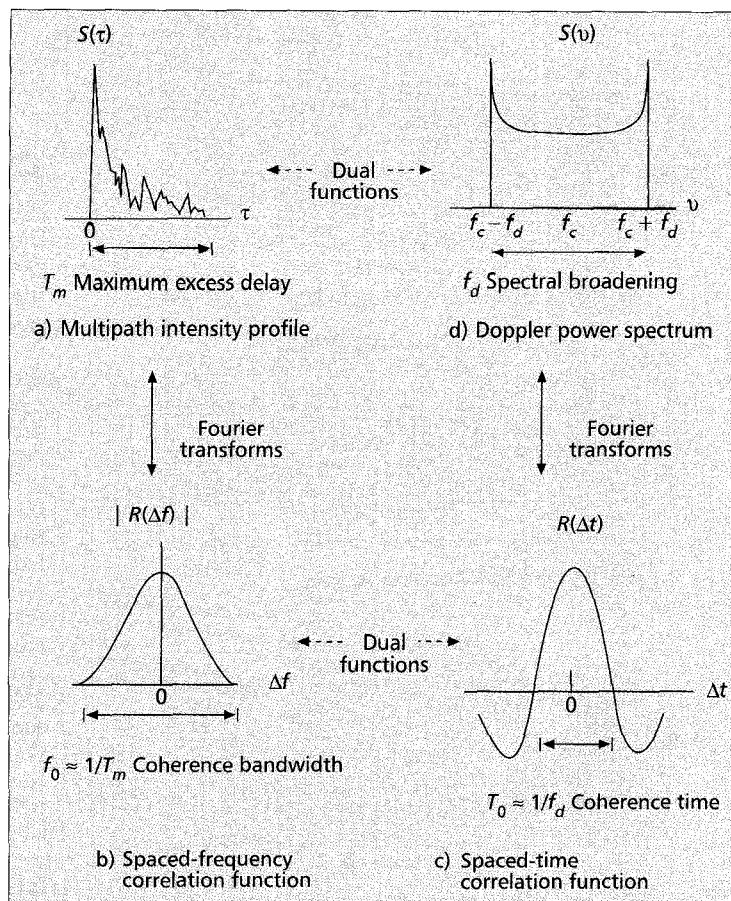 S(τ)
0
τ
T_m Maximum excess delay
a) Multipath intensity profile
Dual
functions
S(υ)
υ
f_c – f_d
f_c
f_c + f_d
f_d Spectral broadening
d) Doppler power spectrum
Fourier
transforms
Fourier
transforms
| R(Δf) |
0
Δf
f_0 ≈ 1/T_m Coherence bandwidth
b) Spaced-frequency
correlation function
Dual
functions
R(Δt)
0
Δt
T_0 ≈ 1/f_d Coherence time
c) Spaced-time
correlation function